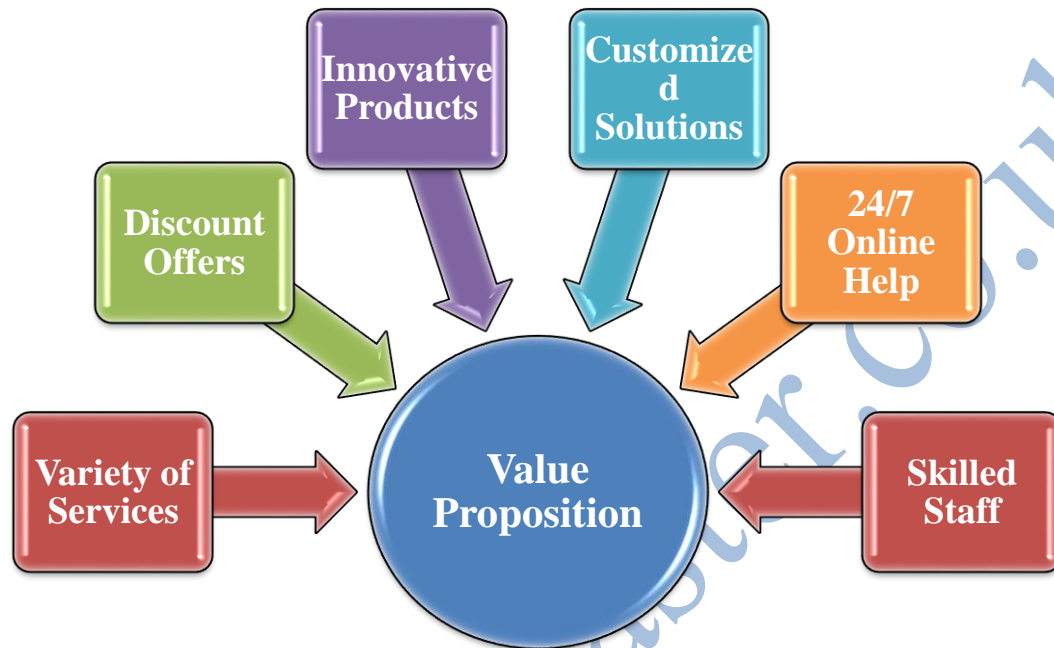 Innovative
Products
Customize
d
Solutions
Discount
Offers
24/7
Online
Help
Variety of
Services
Value
Proposition
Skilled
Staff